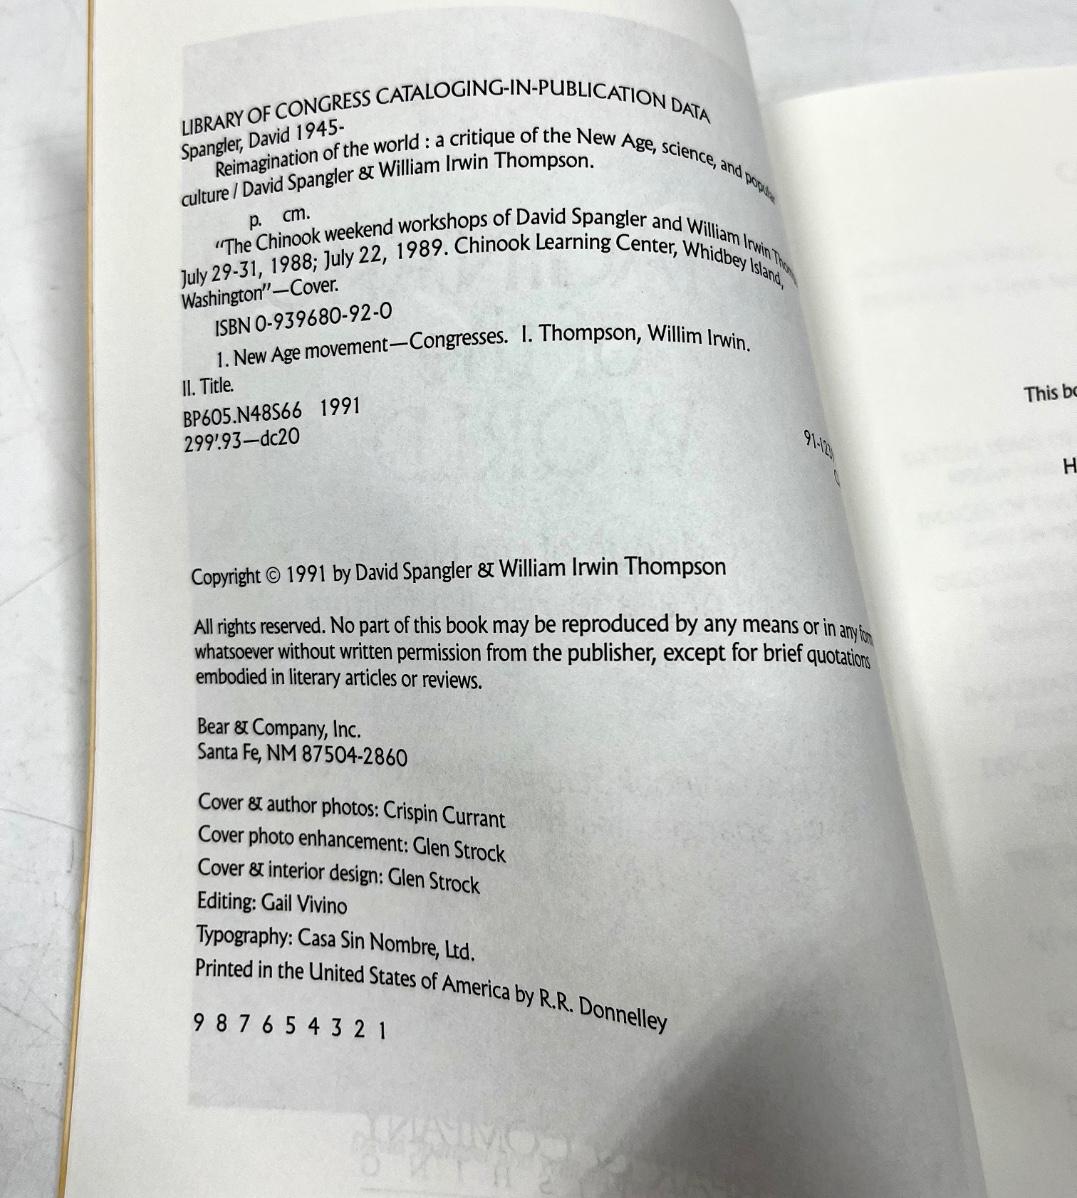 LIBRARY OF CONGRESS CATALOGING-IN-PUBLICATION DATA
Spangler, David 1945-
Reimagination of the world : a critique of the New Age, science, and popular
culture / David Spangler & William Irwin Thompson.
p. cm.
"The Chinook weekend workshops of David Spangler and William Irwin
July 29-31, 1988; July 22, 1989. Chinook Learning Center, Whidbey Island,
Washington"—Cover.
ISBN 0-939680-92-0
1. New Age movement—Congresses. I. Thompson, Willim Irwin.
II. Title.
BP605.N48S66 1991
299'.93—dc20
Copyright © 1991 by David Spangler & William Irwin Thompson
All rights reserved. No part of this book may be reproduced by any means or in any form
whatsoever without written permission from the publisher, except for brief quotations
embodied in literary articles or reviews.
Bear & Company, Inc.
Santa Fe, NM 87504-2860
Cover & author photos: Crispin Currant
Cover photo enhancement: Glen Strock
Cover & interior design: Glen Strock
Editing: Gail Vivino
Typography: Casa Sin Nombre, Ltd.
Printed in the United States of America by R.R. Donnelley
9 8 7 6 5 4 3 2 1
This